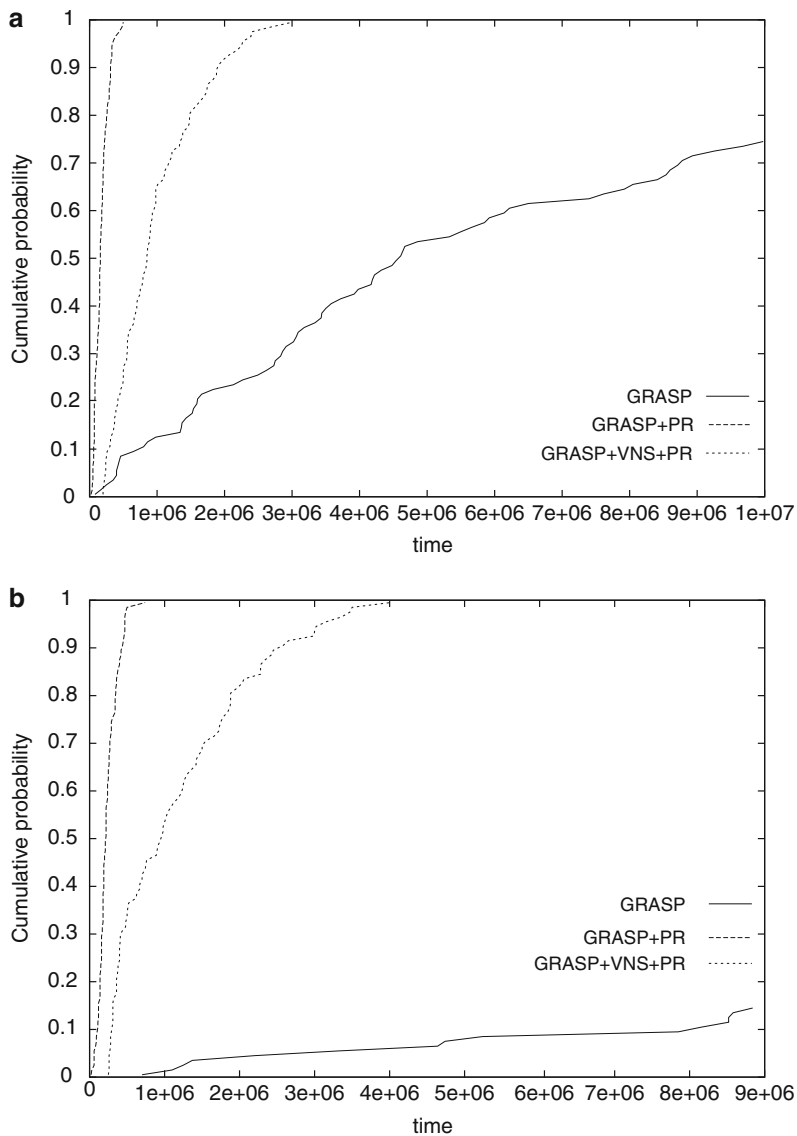 a
1
0.9
0.8
0.7
0.6
0.5
0.4
0.3
0.2
0.1
0
Cumulative probability
GRASP
GRASP+PR
GRASP+VNS+PR
0 1e+06 2e+06 3e+06 4e+06 5e+06 6e+06 7e+06 8e+06 9e+06 1e+07
time
b
1
0.9
0.8
0.7
0.6
0.5
0.4
0.3
0.2
0.1
0
Cumulative probability
GRASP
GRASP+PR
GRASP+VNS+PR
0 1e+06 2e+06 3e+06 4e+06 5e+06 6e+06 7e+06 8e+06 9e+06
time